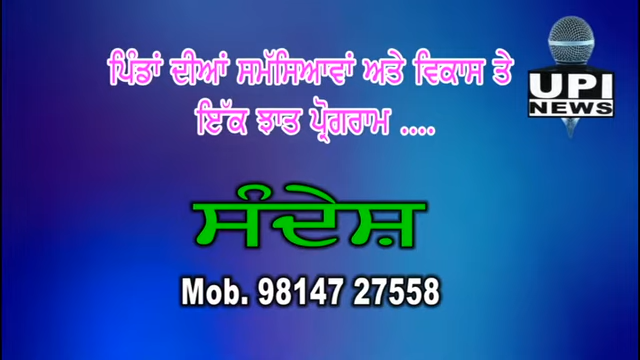 ਪਿੰਡਾਂ ਦੀਆਂ ਸਮੱਸਿਆਵਾਂ ਅਤੇ ਵਿਕਾਸ ਤੇ
ਇੱਕ ਝਾਤ ਪ੍ਰੋਗਰਾਮ ....
UPI
NEWS
ਸੰਦੇਸ਼
Mob. 98147 27558